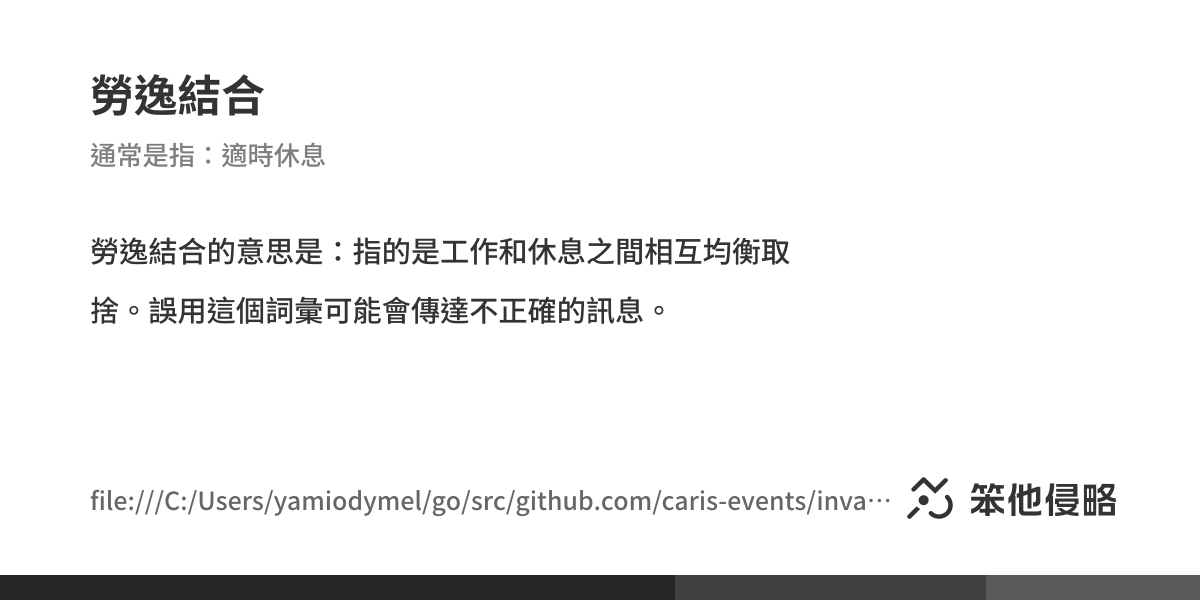 勞逸結合
通常是指：適時休息
勞逸結合的意思是：指的是工作和休息之間相互均衡取
捨。誤用這個詞彙可能會傳達不正確的訊息。
file:///C:/Users/yamiodymel/go/src/github.com/caris-events/inva⋯
笨他侵略